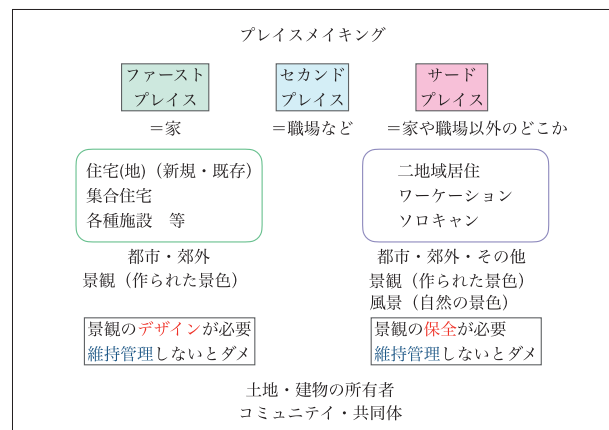 プレイスメイキング
ファースト
プレイス
セカンド
プレイス
サード
プレイス
＝家
＝職場など
＝家や職場以外のどこか
住宅(地)（新規・既存）
集合住宅
各種施設　等
二地域居住
ワーケーション
ソロキャン
都市・郊外
景観（作られた景色）
都市・郊外・その他
景観（作られた景色）
風景（自然の景色）
景観のデザインが必要
維持管理しないとダメ
景観の保全が必要
維持管理しないとダメ
土地・建物の所有者
コミュニテイ・共同体